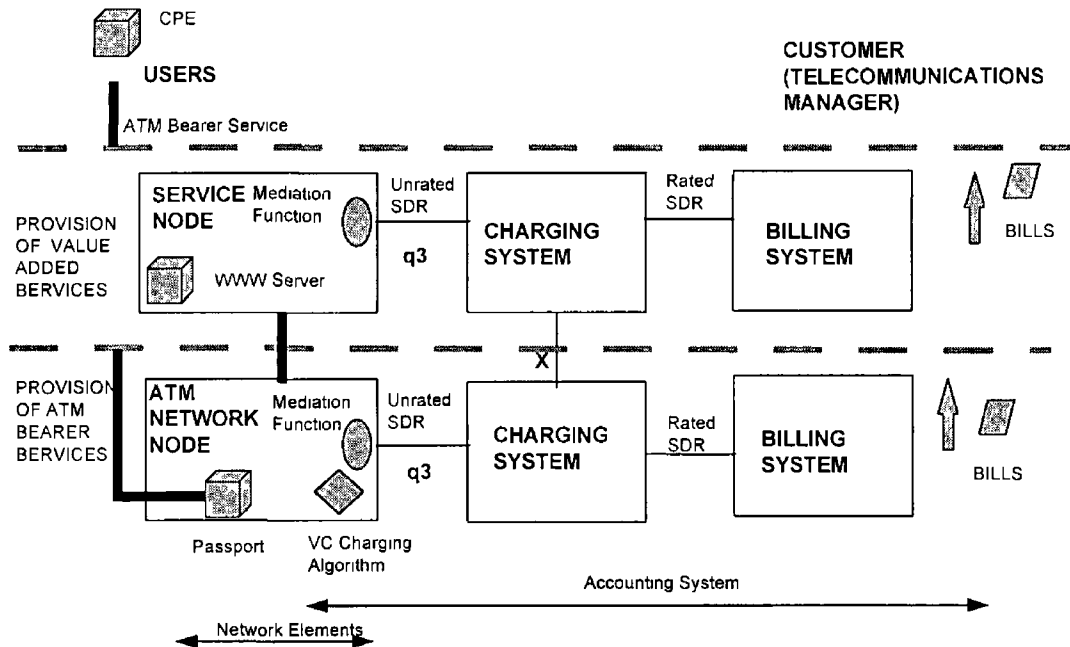 CPE
USERS
CUSTOMER
(TELECOMMUNICATIONS
MANAGER)
ATM Bearer Service
PROVISION
OF VALUE
ADDED
BERVICES
SERVICE
NODE
Mediation
Function
WWW Server
Unrated
SDR
q3
CHARGING
SYSTEM
Rated
SDR
BILLING
SYSTEM
BILLS
X
PROVISION
OF ATM
BEARER
BERVICES
ATM
NETWORK
NODE
Mediation
Function
Unrated
SDR
q3
CHARGING
SYSTEM
Rated
SDR
BILLING
SYSTEM
BILLS
Passport
VC Charging
Algorithm
Accounting System
Network Elements